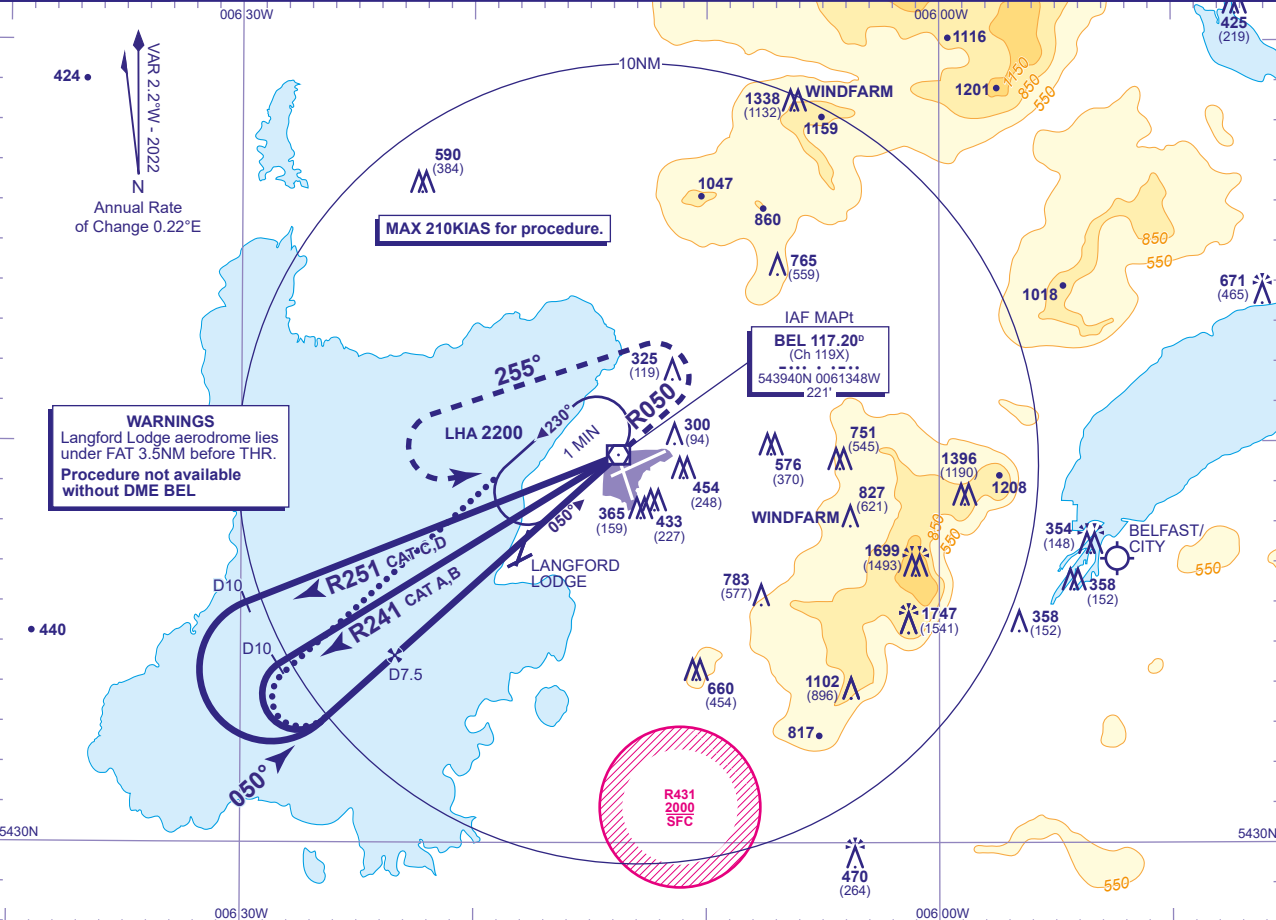 006 30W
006 00W
VAR 2.2°W - 2022
N
Annual Rate
of Change 0.22°E
424
10NM
590
(384)
MAX 210KIAS for procedure.
1338
(1132)
WINDFARM
1159
1116
1201
1150
850
550
425
(219)
1047
860
765
(559)
850
550
1018
671
(465)
IAF MAPt
BEL 117.20ᴰ
(Ch 119X)
543940N 0061348W
221'
255°
325
(119)
R050
LHA 2200
230°
1 MIN
300
(94)
WARNINGS
Langford Lodge aerodrome lies
under FAT 3.5NM before THR.
Procedure not available
without DME BEL
576
(370)
751
(545)
1396
(1190)
1208
454
(248)
365
(159)
433
(227)
050°
827
(621)
WINDFARM
850
550
354
(148)
BELFAST/
CITY
358
(152)
550
LANGFORD
LODGE
1699
(1493)
783
(577)
1747
(1541)
358
(152)
R251 CAT C,D
D10
R241 CAT A,B
D10
D7.5
440
660
(454)
1102
(896)
817
050°
R431
2000
SFC
5430N
5430N
470
(264)
550
006 30W
006 00W